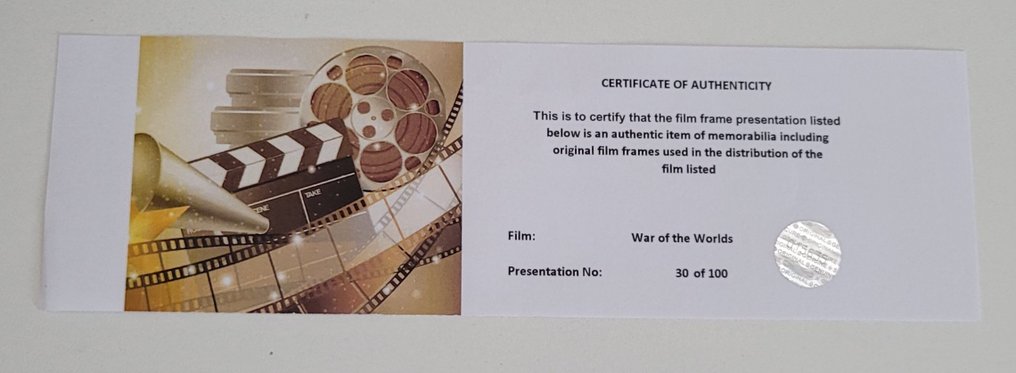 CERTIFICATE OF AUTHENTICITY
This is to certify that the film frame presentation listed
below is an authentic item of memorabilia including
original film frames used in the distribution of the
film listed
TAKE
Film: War of the Worlds
Presentation No: 30 of 100
ORIGINAL